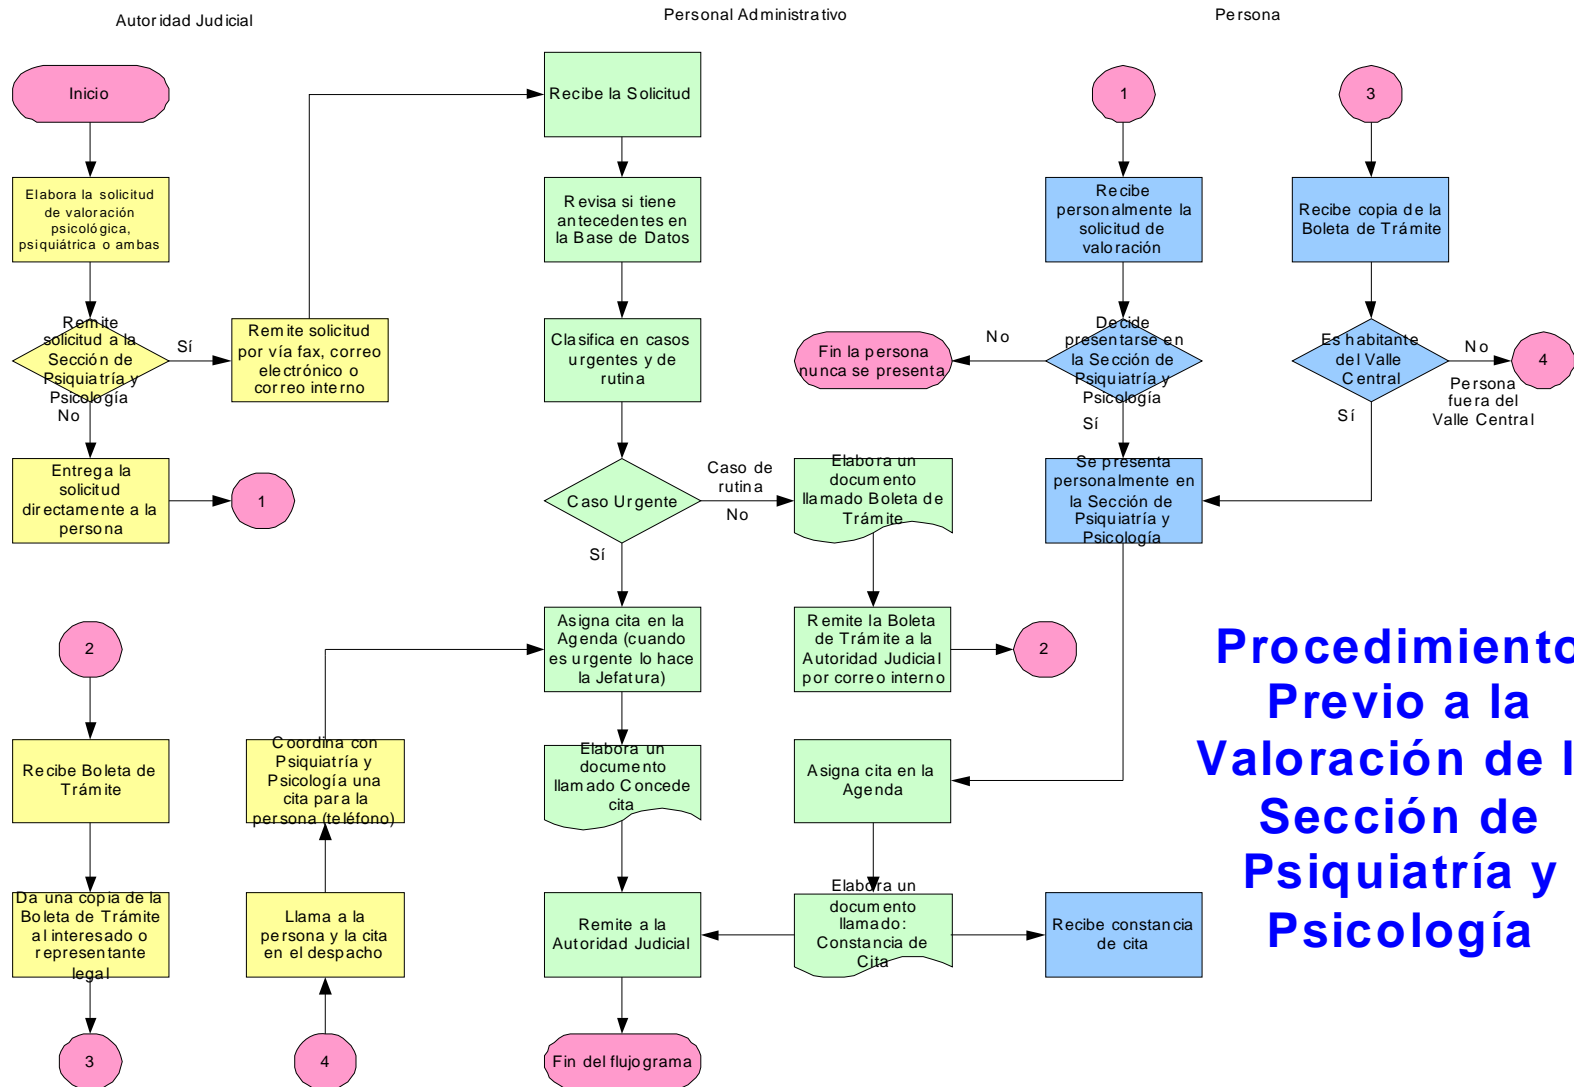 Autoridad Judicial
Personal Administrativo
Persona
Inicio
Elabora la solicitud
de valoración
psicológica,
psiquiátrica o ambas
Remite
solicitud a la
Sección de
Psiquiatría y
Psicología
Sí
No
Remite solicitud
por vía fax, correo
electrónico o
correo interno
Entrega la
solicitud
directamente a la
persona
1
2
Recibe Boleta de
Trámite
Da una copia de la
Boleta de Trámite
al interesado o
representante
legal
3
Coordina con
Psiquiatría y
Psicología una
cita para la
persona (teléfono)
Llama a la
persona y la cita
en el despacho
4
Recibe la Solicitud
Revisa si tiene
antecedentes en
la Base de Datos
Clasifica en casos
urgentes y de
rutina
Caso Urgente
Caso de
rutina
No
Sí
Elabora un
documento
llamado Boleta de
Trámite
Remite la Boleta
de Trámite a la
Autoridad Judicial
por correo interno
2
Asigna cita en la
Agenda (cuando
es urgente lo hace
la Jefatura)
Elabora un
documento
llamado Concede
cita
Remite a la
Autoridad Judicial
Fin del flujograma
Asigna cita en la
Agenda
Elabora un
documento
llamado:
Constancia de
Cita
Recibe constancia
de cita
1
Recibe
personalmente la
solicitud de
valoración
Decide
presentarse en
la Sección de
Psiquiatría y
Psicología
No
Fin la persona
nunca se presenta
Sí
Se presenta
personalmente en
la Sección de
Psiquiatría y
Psicología
3
Recibe copia de la
Boleta de Trámite
Es habitante
del Valle
Central
No
Persona
fuera del
Valle Central
4
Sí
Procedimiento
Previo a la
Valoración de l
Sección de
Psiquiatría y
Psicología